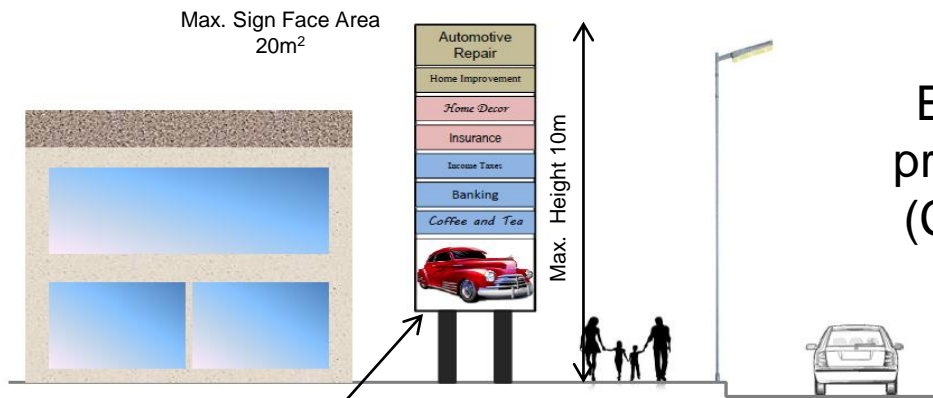 Max. Sign Face Area
20m²
Automotive
Repair
Home Improvement
Home Decor
Insurance
Income Taxes
Banking
Coffee and Tea
Max. Height 10m